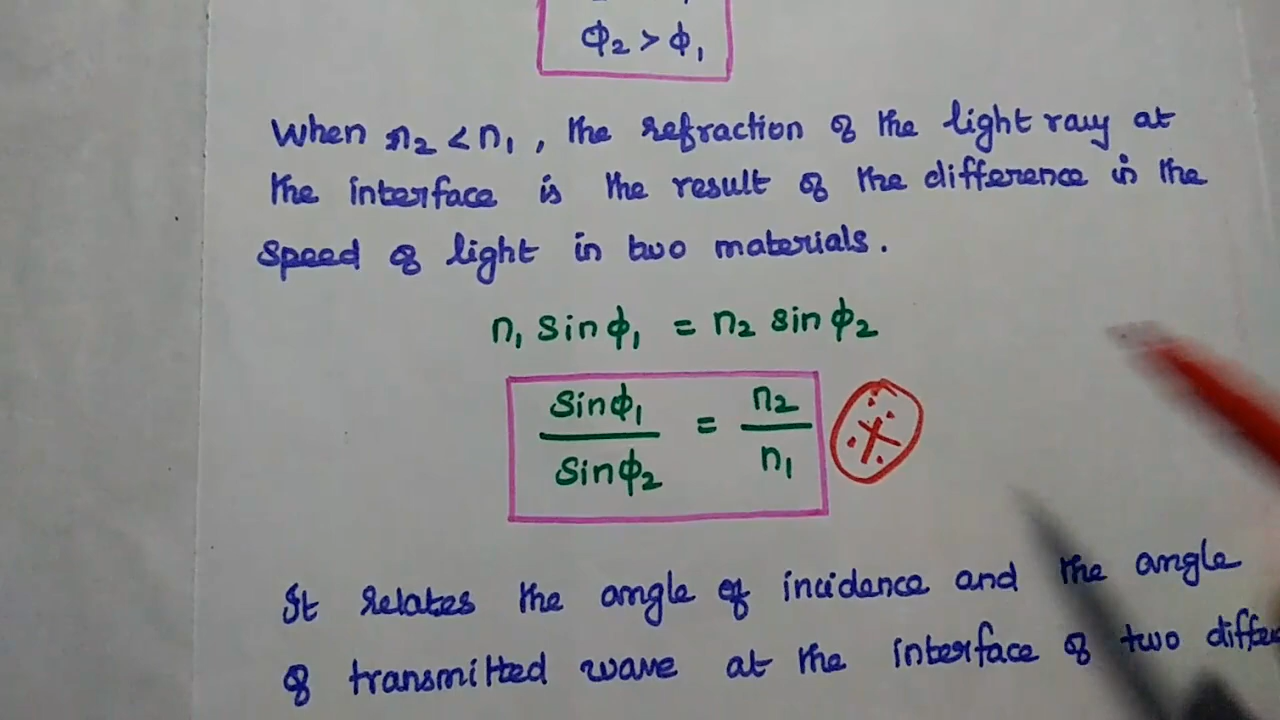 ϕ₂ > ϕ₁
When n₂ < n₁, the refraction of the light ray at
the interface is the result of the difference in the
speed of light in two materials.
n₁ sin ϕ₁ = n₂ sin ϕ₂
sin ϕ₁ / sin ϕ₂ = n₂ / n₁
It relates the angle of incidence and the angle
of transmitted wave at the interface of two diffe